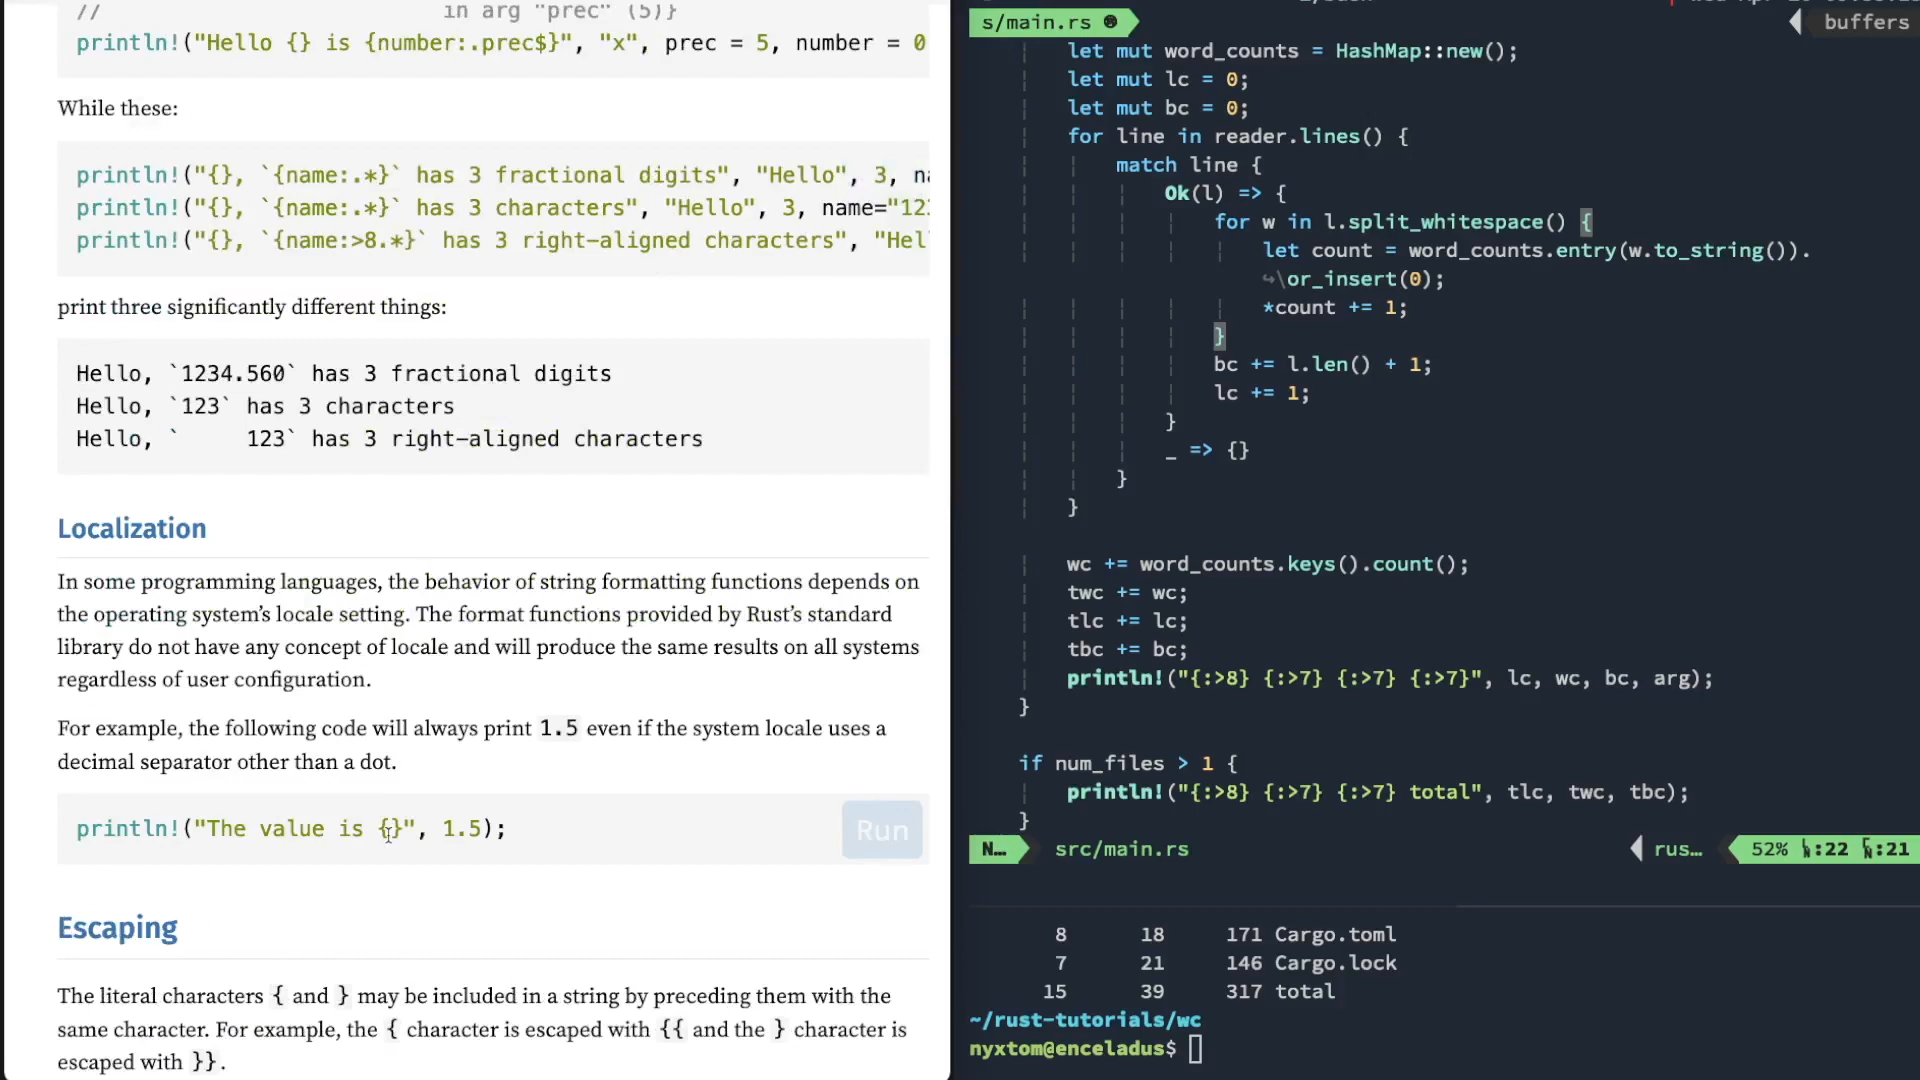 //                            in arg "prec" (5)}
println!("Hello {} is {number:.prec$}", "x", prec = 5, number = 0
While these:
println!("{}, `{name:.*}` has 3 fractional digits", "Hello", 3, na
println!("{}, `{name:.*}` has 3 characters", "Hello", 3, name="123
println!("{}, `{name:>8.*}` has 3 right-aligned characters", "Hel
print three significantly different things:
Hello, `1234.560` has 3 fractional digits
Hello, `123` has 3 characters
Hello, `     123` has 3 right-aligned characters
Localization
In some programming languages, the behavior of string formatting functions depends on
the operating system's locale setting. The format functions provided by Rust's standard
library do not have any concept of locale and will produce the same results on all systems
regardless of user configuration.
For example, the following code will always print 1.5 even if the system locale uses a
decimal separator other than a dot.
println!("The value is {}", 1.5);
Run
Escaping
The literal characters { and } may be included in a string by preceding them with the
same character. For example, the { character is escaped with {{ and the } character is
escaped with }}.
s/main.rs
buffers
let mut word_counts = HashMap::new();
let mut lc = 0;
let mut bc = 0;
for line in reader.lines() {
match line {
Ok(l) => {
for w in l.split_whitespace() {
let count = word_counts.entry(w.to_string()).
↪\or_insert(0);
*count += 1;
}
bc += l.len() + 1;
lc += 1;
}
_ => {}
}
}
wc += word_counts.keys().count();
twc += wc;
tlc += lc;
tbc += bc;
println!("{:>8} {:>7} {:>7} {:>7}", lc, wc, bc, arg);
}
if num_files > 1 {
println!("{:>8} {:>7} {:>7} total", tlc, twc, tbc);
}
N… src/main.rs rus… 52% ㏑:22 ㏇:21
8 18 171 Cargo.toml
7 21 146 Cargo.lock
15 39 317 total
~/rust-tutorials/wc
nyxtom@enceladus$